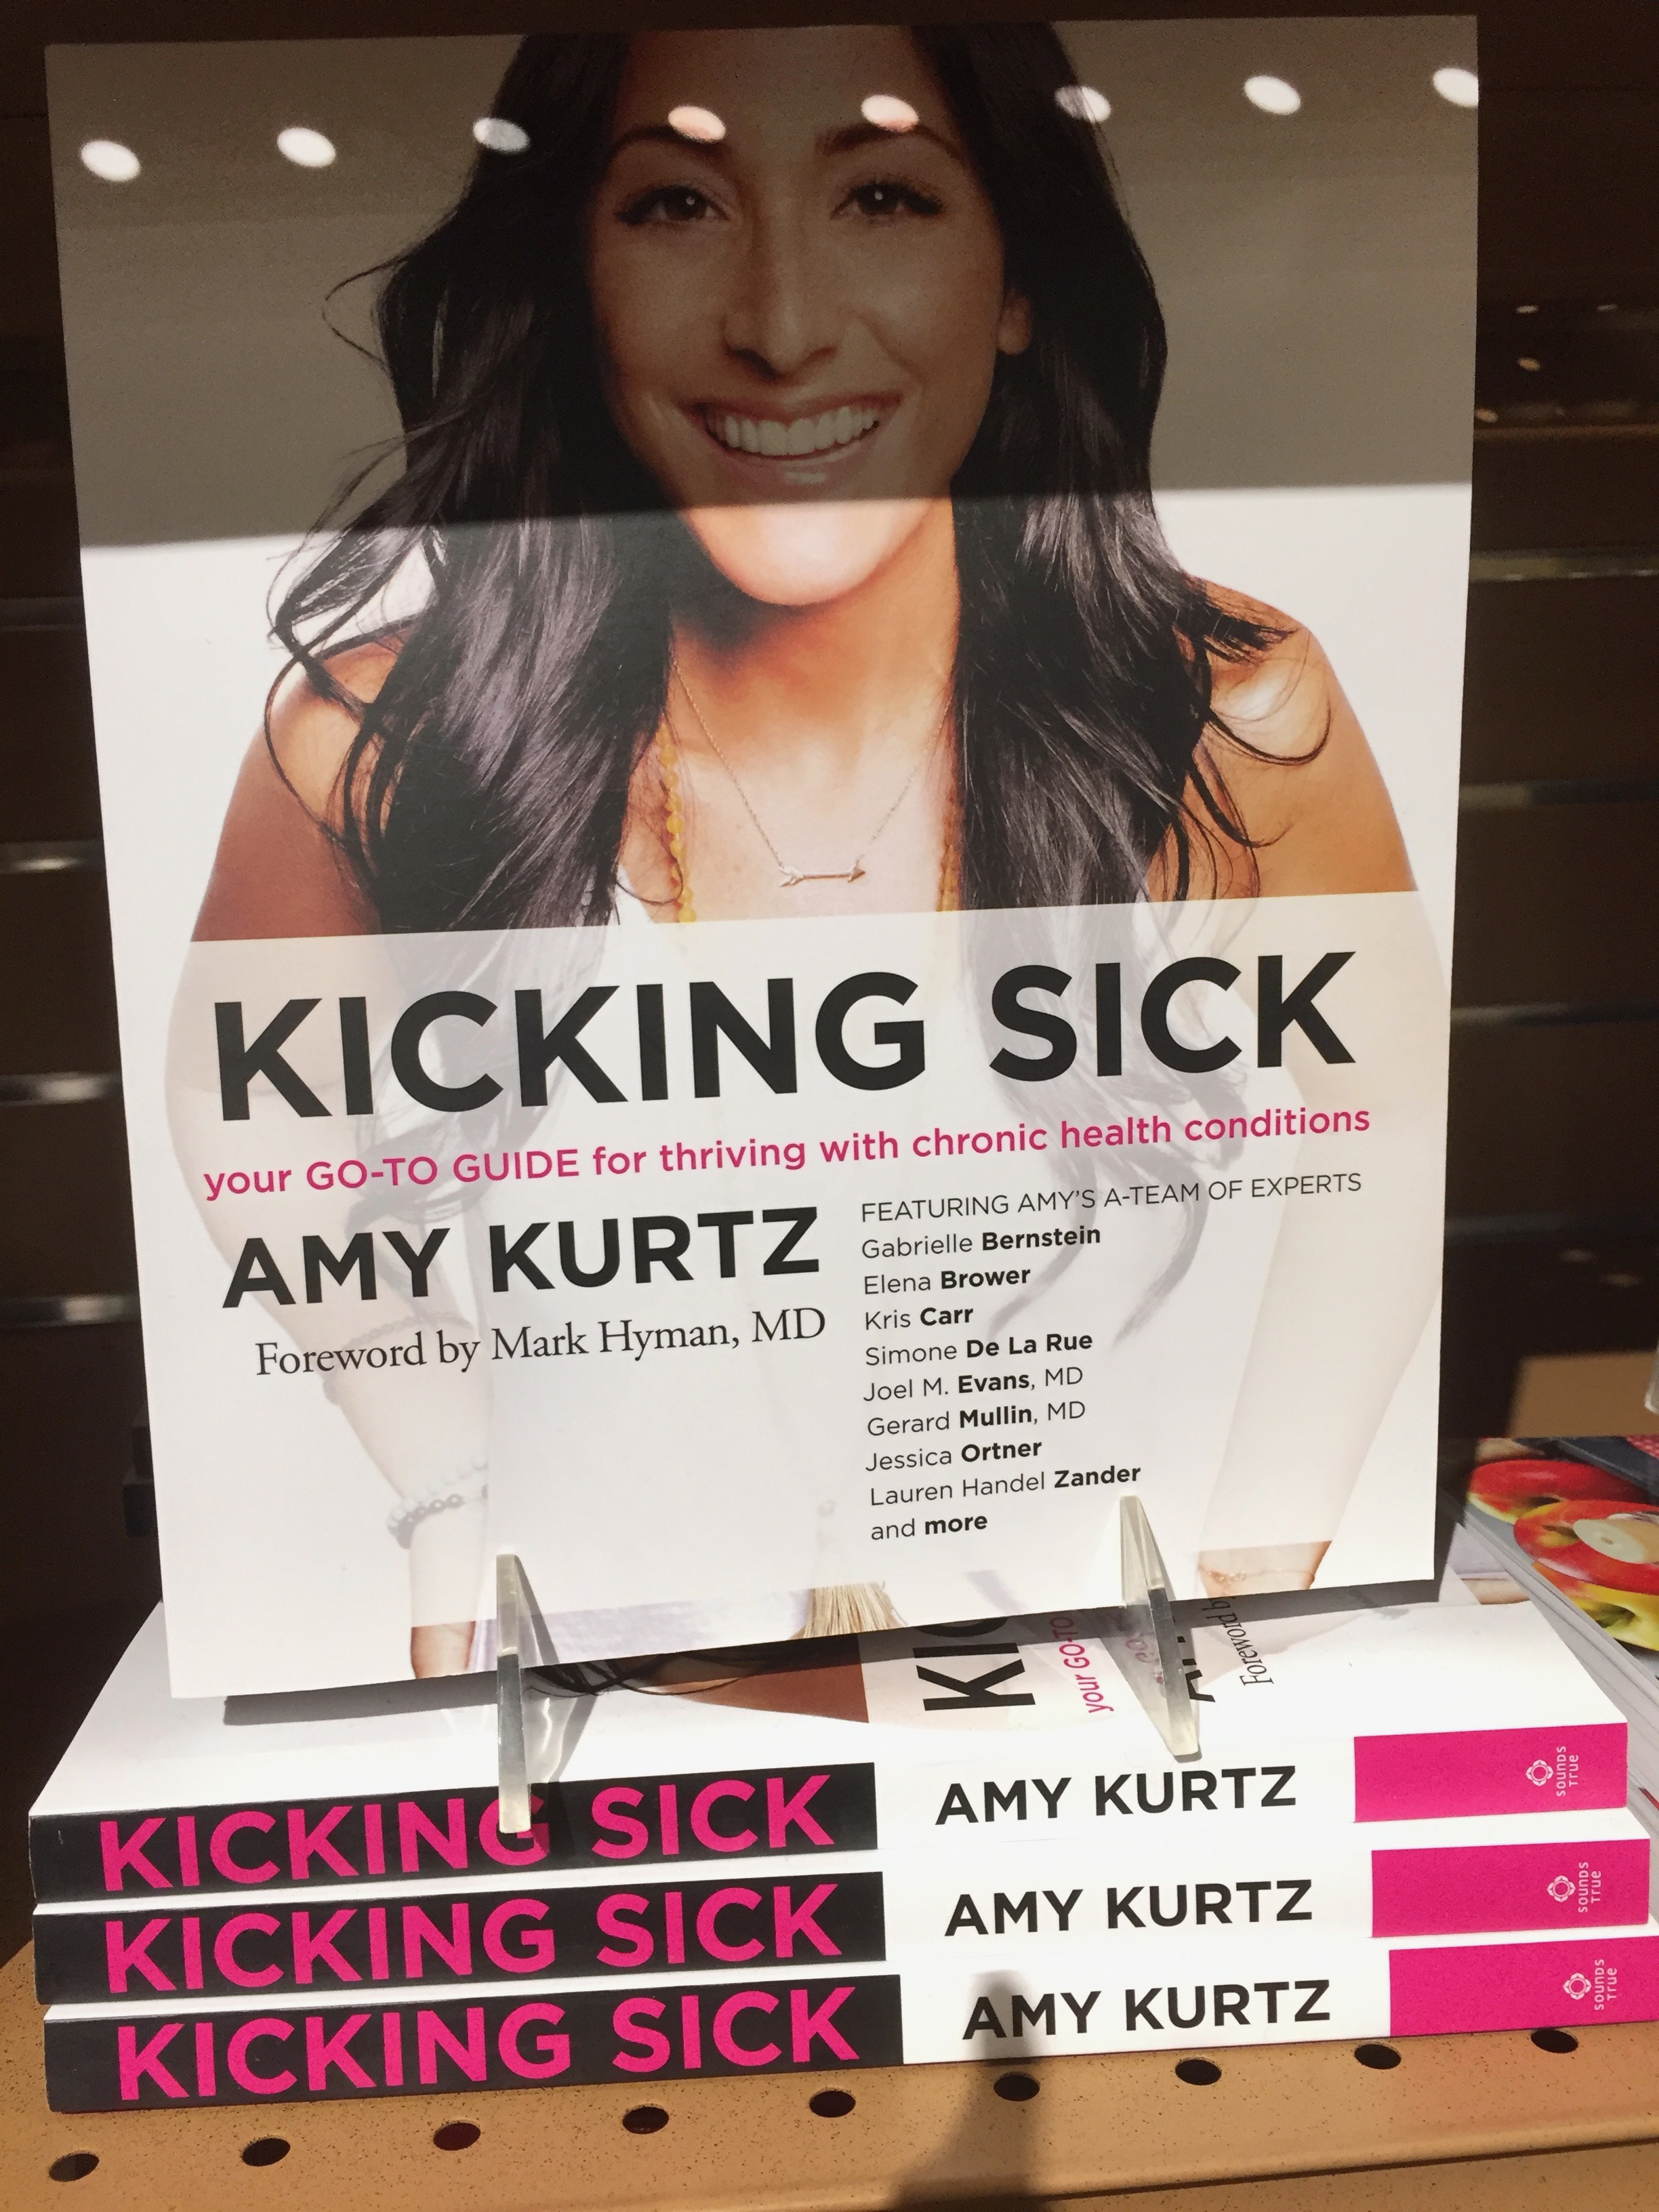 KICKING SICK
your GO-TO GUIDE for thriving with chronic health conditions
AMY KURTZ
Foreword by Mark Hyman, MD
FEATURING AMY'S A-TEAM OF EXPERTS
Gabrielle Bernstein
Elena Brower
Kris Carr
Simone De La Rue
Joel M. Evans, MD
Gerard Mullin, MD
Jessica Ortner
Lauren Handel Zander
and more
your GO-TO
Foreword
KICKING SICK AMY KURTZ sounds true
KICKING SICK AMY KURTZ sounds true
KICKING SICK AMY KURTZ sounds true